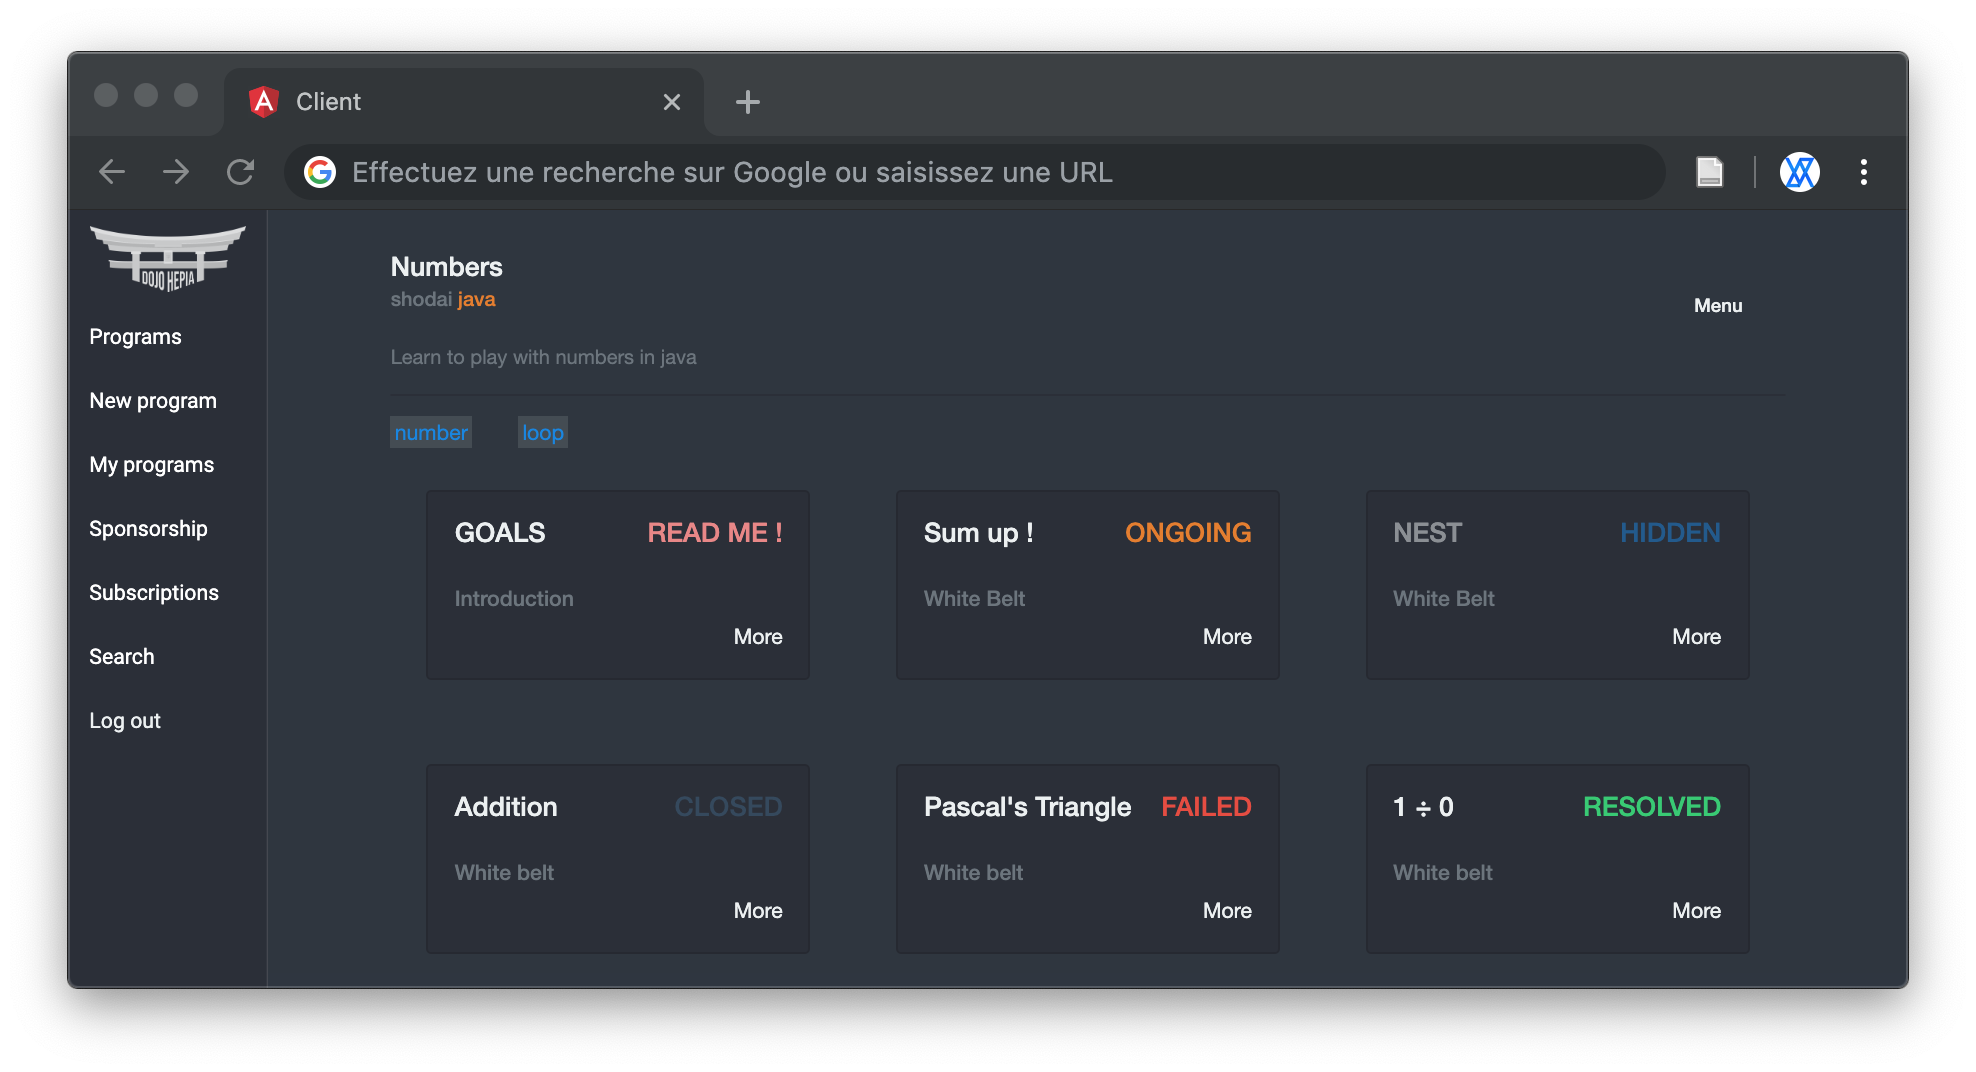 Client
Effectuez une recherche sur Google ou saisissez une URL
DOJO HEPIA
Programs
New program
My programs
Sponsorship
Subscriptions
Search
Log out
Numbers
shodai java
Menu
Learn to play with numbers in java
number loop
GOALS READ ME !
Introduction
More
Sum up ! ONGOING
White Belt
More
NEST HIDDEN
White Belt
More
Addition CLOSED
White belt
More
Pascal's Triangle FAILED
White belt
More
1 ÷ 0 RESOLVED
White belt
More